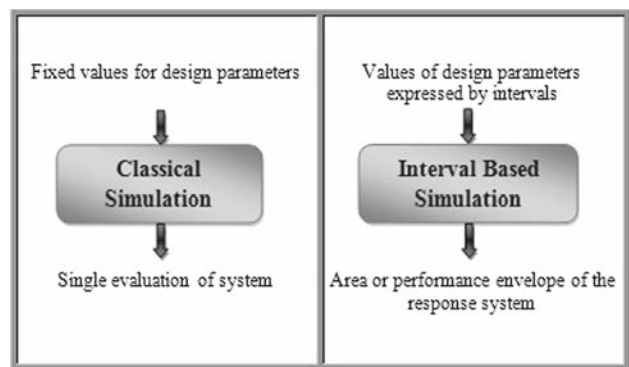 Fixed values for design parameters
Classical
Simulation
Single evaluation of system
Values of design parameters
expressed by intervals
Interval Based
Simulation
Area or performance envelope of the
response system